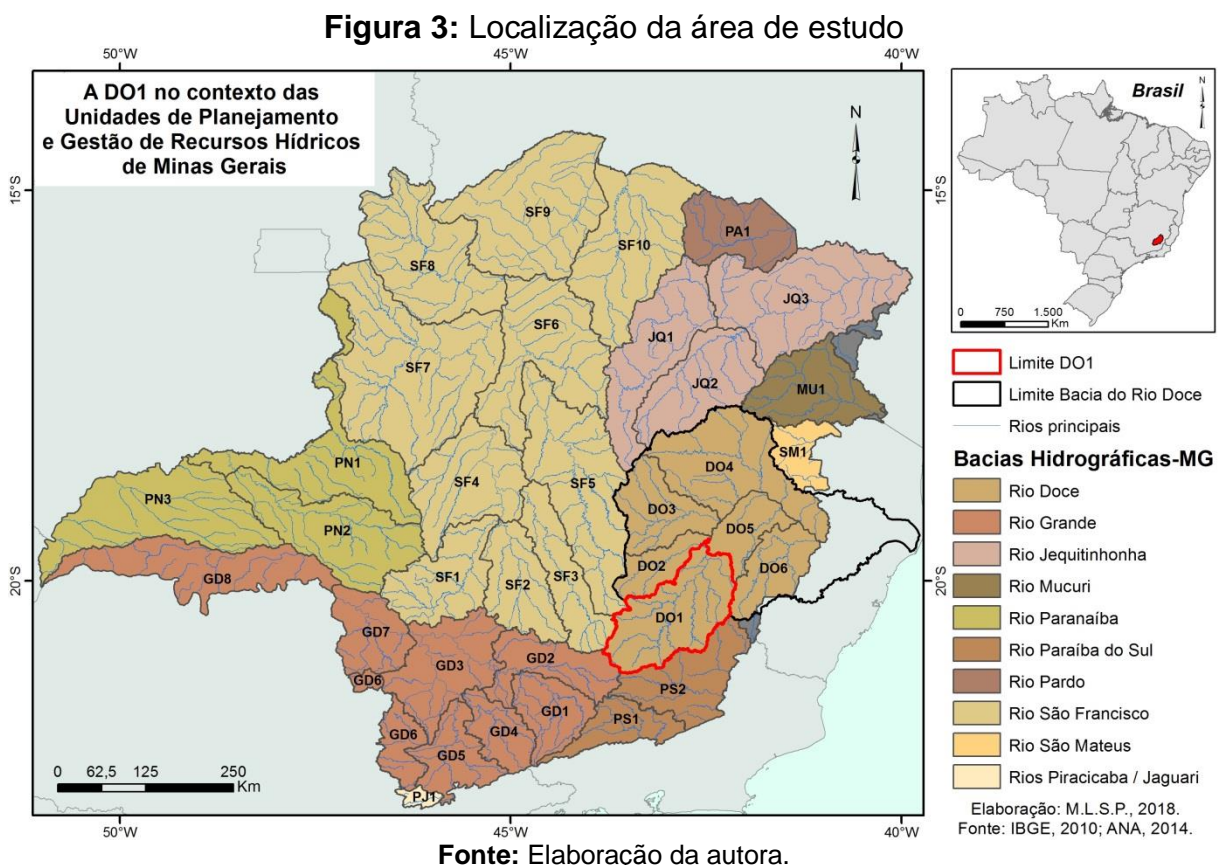 Figura 3: Localização da área de estudo
50°W
45°W
40°W
A DO1 no contexto das
Unidades de Planejamento
e Gestão de Recursos Hídricos
de Minas Gerais
N
15°S
15°S
20°S
20°S
SF9
SF10
SF8
PA1
JQ3
JQ1
SF6
SF7
JQ2
MU1
SM1
PN1
DO4
PN3
SF4
SF5
DO3
PN2
DO5
GD8
SF1
SF2
SF3
DO2
DO6
DO1
GD7
GD3
GD2
GD6
PS2
GD1
PS1
GD6
GD4
GD5
PJ1
0 62,5 125 250
Km
50°W
45°W
40°W
Brasil
N
0 750 1.500
Km
Limite DO1
Limite Bacia do Rio Doce
Rios principais
Bacias Hidrográficas-MG
Rio Doce
Rio Grande
Rio Jequitinhonha
Rio Mucuri
Rio Paranaíba
Rio Paraíba do Sul
Rio Pardo
Rio São Francisco
Rio São Mateus
Rios Piracicaba / Jaguari
Elaboração: M.L.S.P., 2018.
Fonte: IBGE, 2010; ANA, 2014.
Fonte: Elaboração da autora.